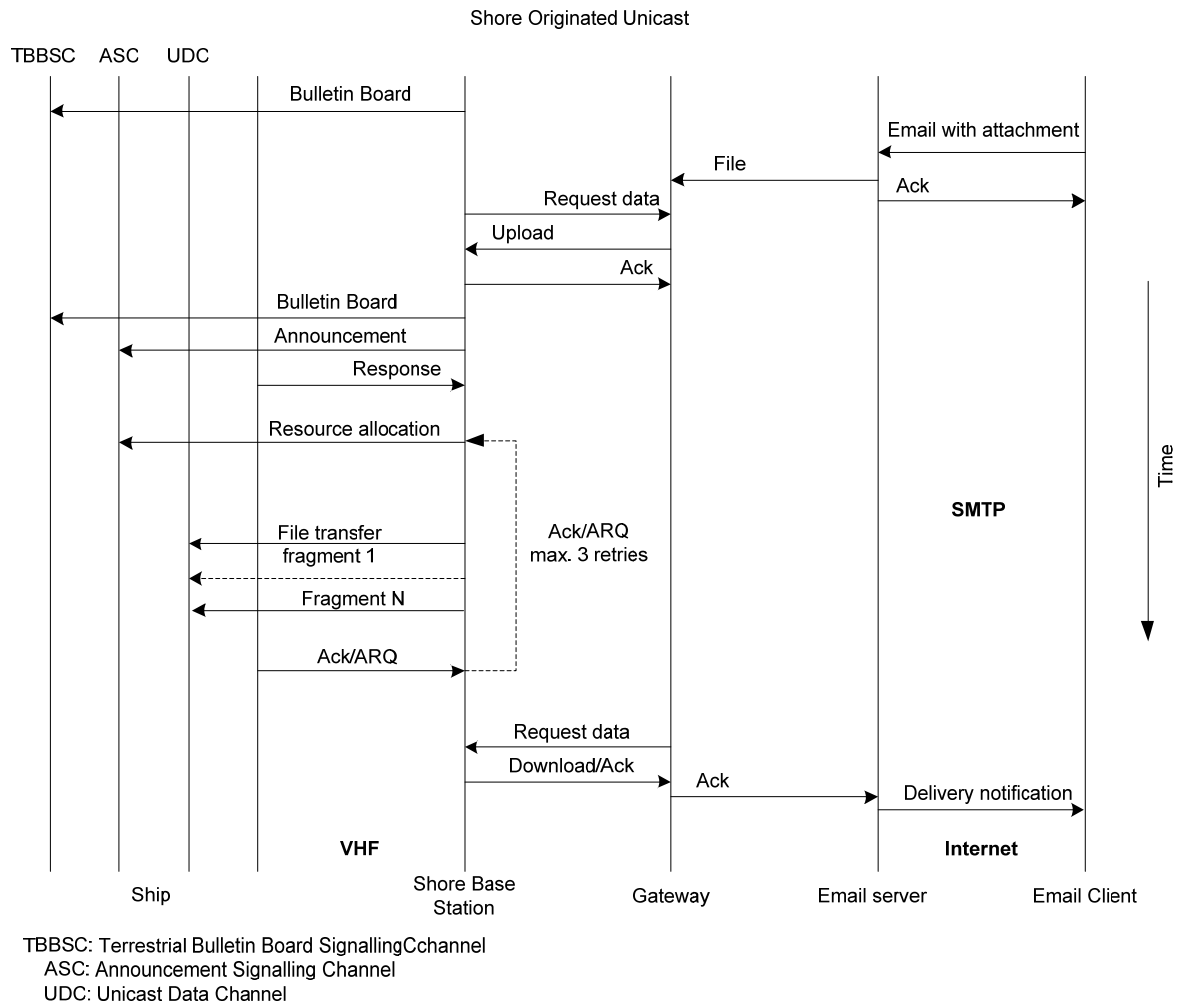 Shore Originated Unicast
TBBSC ASC UDC
Bulletin Board
Email with attachment
File
Ack
Request data
Upload
Ack
Bulletin Board
Announcement
Response
Resource allocation
Time
SMTP
File transfer
fragment 1
Ack/ARQ
max. 3 retries
Fragment N
Ack/ARQ
Request data
Download/Ack
Ack
Delivery notification
VHF
Internet
Ship
Shore Base
Station
Gateway
Email server
Email Client
TBBSC: Terrestrial Bulletin Board SignallingCchannel
ASC: Announcement Signalling Channel
UDC: Unicast Data Channel